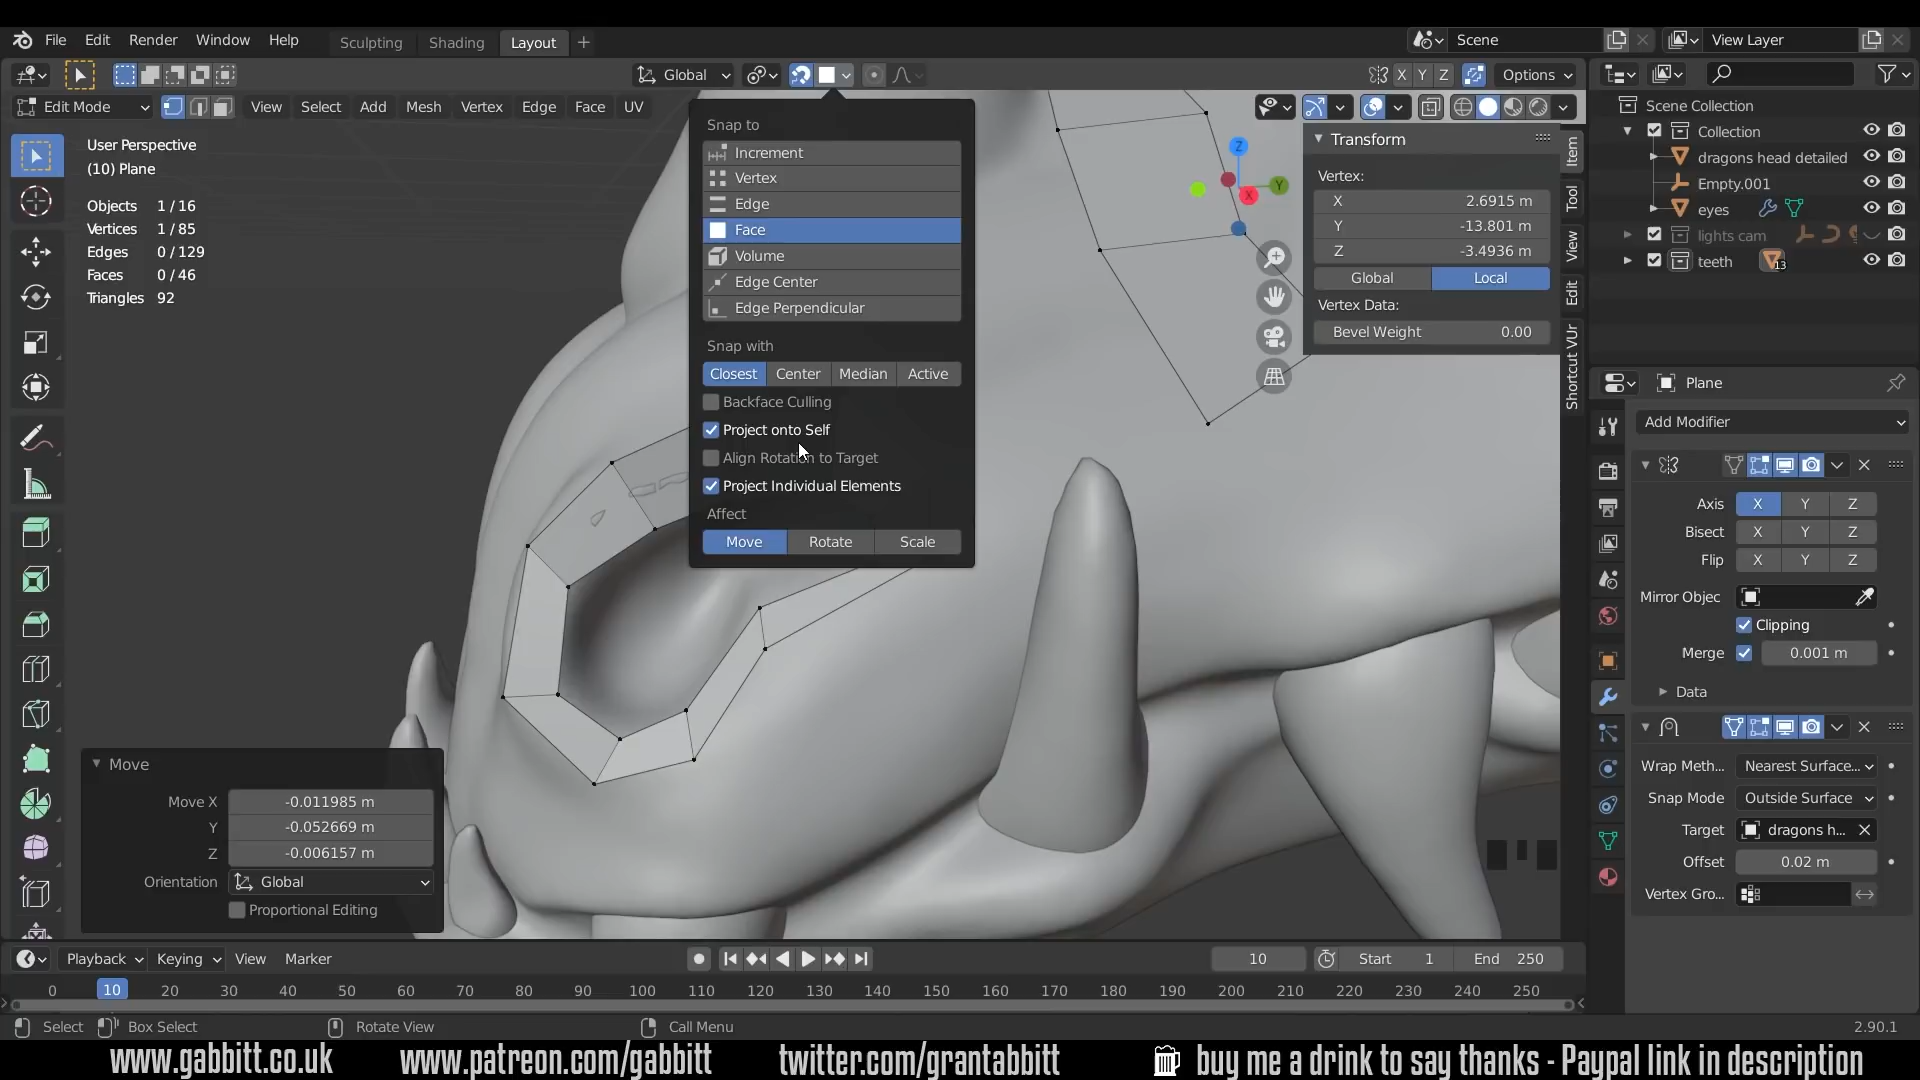 File Edit Render Window Help Sculpting Shading Layout + Scene View Layer
Global X Y Z Options
Edit Mode View Select Add Mesh Vertex Edge Face UV
User Perspective
(10) Plane
Objects 1 / 16
Vertices 1 / 85
Edges 0 / 129
Faces 0 / 46
Triangles 92
Snap to
Increment
Vertex
Edge
Face
Volume
Edge Center
Edge Perpendicular
Snap with
Closest Center Median Active
Backface Culling
Project onto Self
Align Rotation to Target
Project Individual Elements
Affect
Move Rotate Scale
Z
Y
X
Transform
Vertex:
X 2.6915 m
Y -13.801 m
Z -3.4936 m
Global Local
Vertex Data:
Bevel Weight 0.00
Item
Tool
View
Edit
Shortcut VUr
Scene Collection
Collection
dragons head detailed
Empty.001
eyes
lights cam
teeth 13
Plane
Add Modifier
Axis X Y Z
Bisect X Y Z
Flip X Y Z
Mirror Objec
Clipping
Merge 0.001 m
Data
Wrap Meth... Nearest Surface...
Snap Mode Outside Surface
Target dragons h...
Offset 0.02 m
Vertex Gro...
Move
Move X -0.011985 m
Y -0.052669 m
Z -0.006157 m
Orientation Global
Proportional Editing
Playback Keying View Marker 10 Start 1 End 250
0 10 20 30 40 50 60 70 80 90 100 110 120 130 140 150 160 170 180 190 200 210 220 230 240 250
Select Box Select Rotate View Call Menu 2.90.1
www.gabbitt.co.uk www.patreon.com/gabbitt twitter.com/grantabbitt buy me a drink to say thanks - Paypal link in description